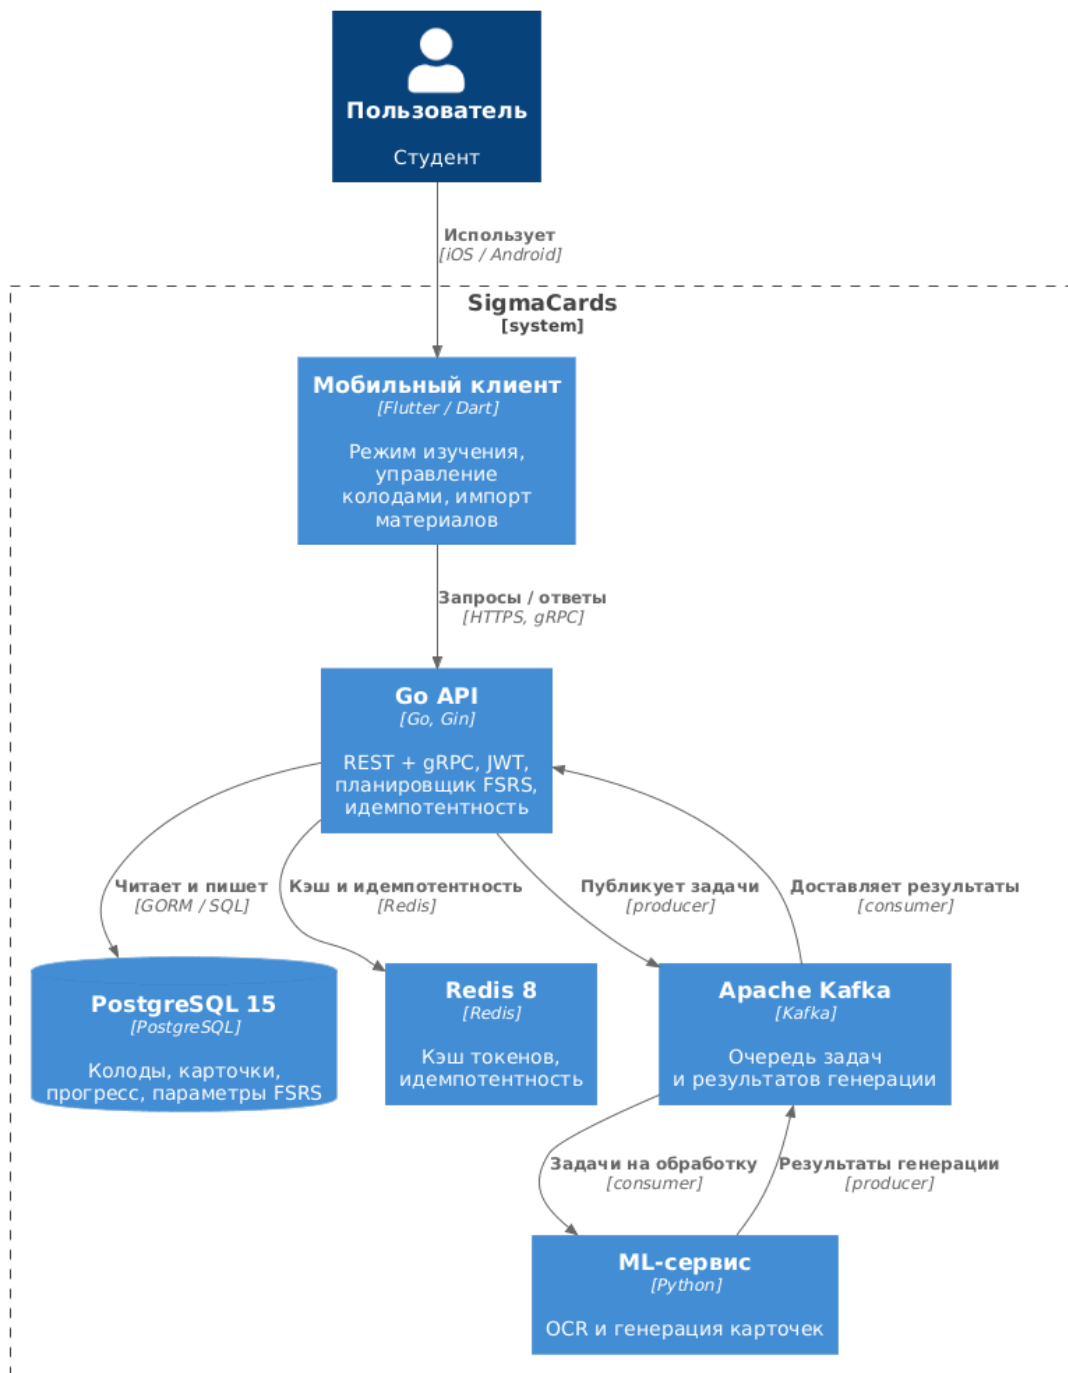 Пользователь
Студент
Использует
[iOS / Android]
SigmaCards
[system]
Мобильный клиент
[Flutter / Dart]
Режим изучения,
управление
колодами, импорт
материалов
Запросы / ответы
[HTTPS, gRPC]
Go API
[Go, Gin]
REST + gRPC, JWT,
планировщик FSRS,
идемпотентность
Читает и пишет
[GORM / SQL]
Кэш и идемпотентность
[Redis]
Публикует задачи
[producer]
Доставляет результаты
[consumer]
PostgreSQL 15
[PostgreSQL]
Колоды, карточки,
прогресс, параметры FSRS
Redis 8
[Redis]
Кэш токенов,
идемпотентность
Apache Kafka
[Kafka]
Очередь задач
и результатов генерации
Задачи на обработку
[consumer]
Результаты генерации
[producer]
ML-сервис
[Python]
OCR и генерация карточек